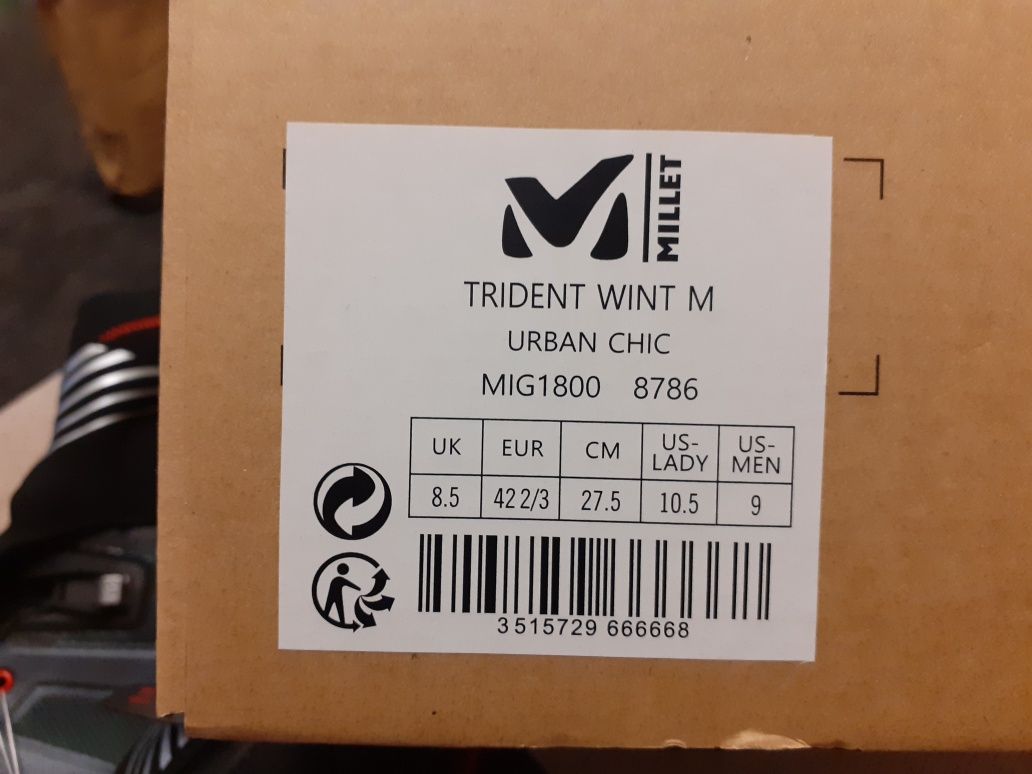 MILLET
TRIDENT WINT M
URBAN CHIC
MIG1800 8786
UK EUR CM US-LADY US-MEN
8.5 42 2/3 27.5 10.5 9
3 515729 666668